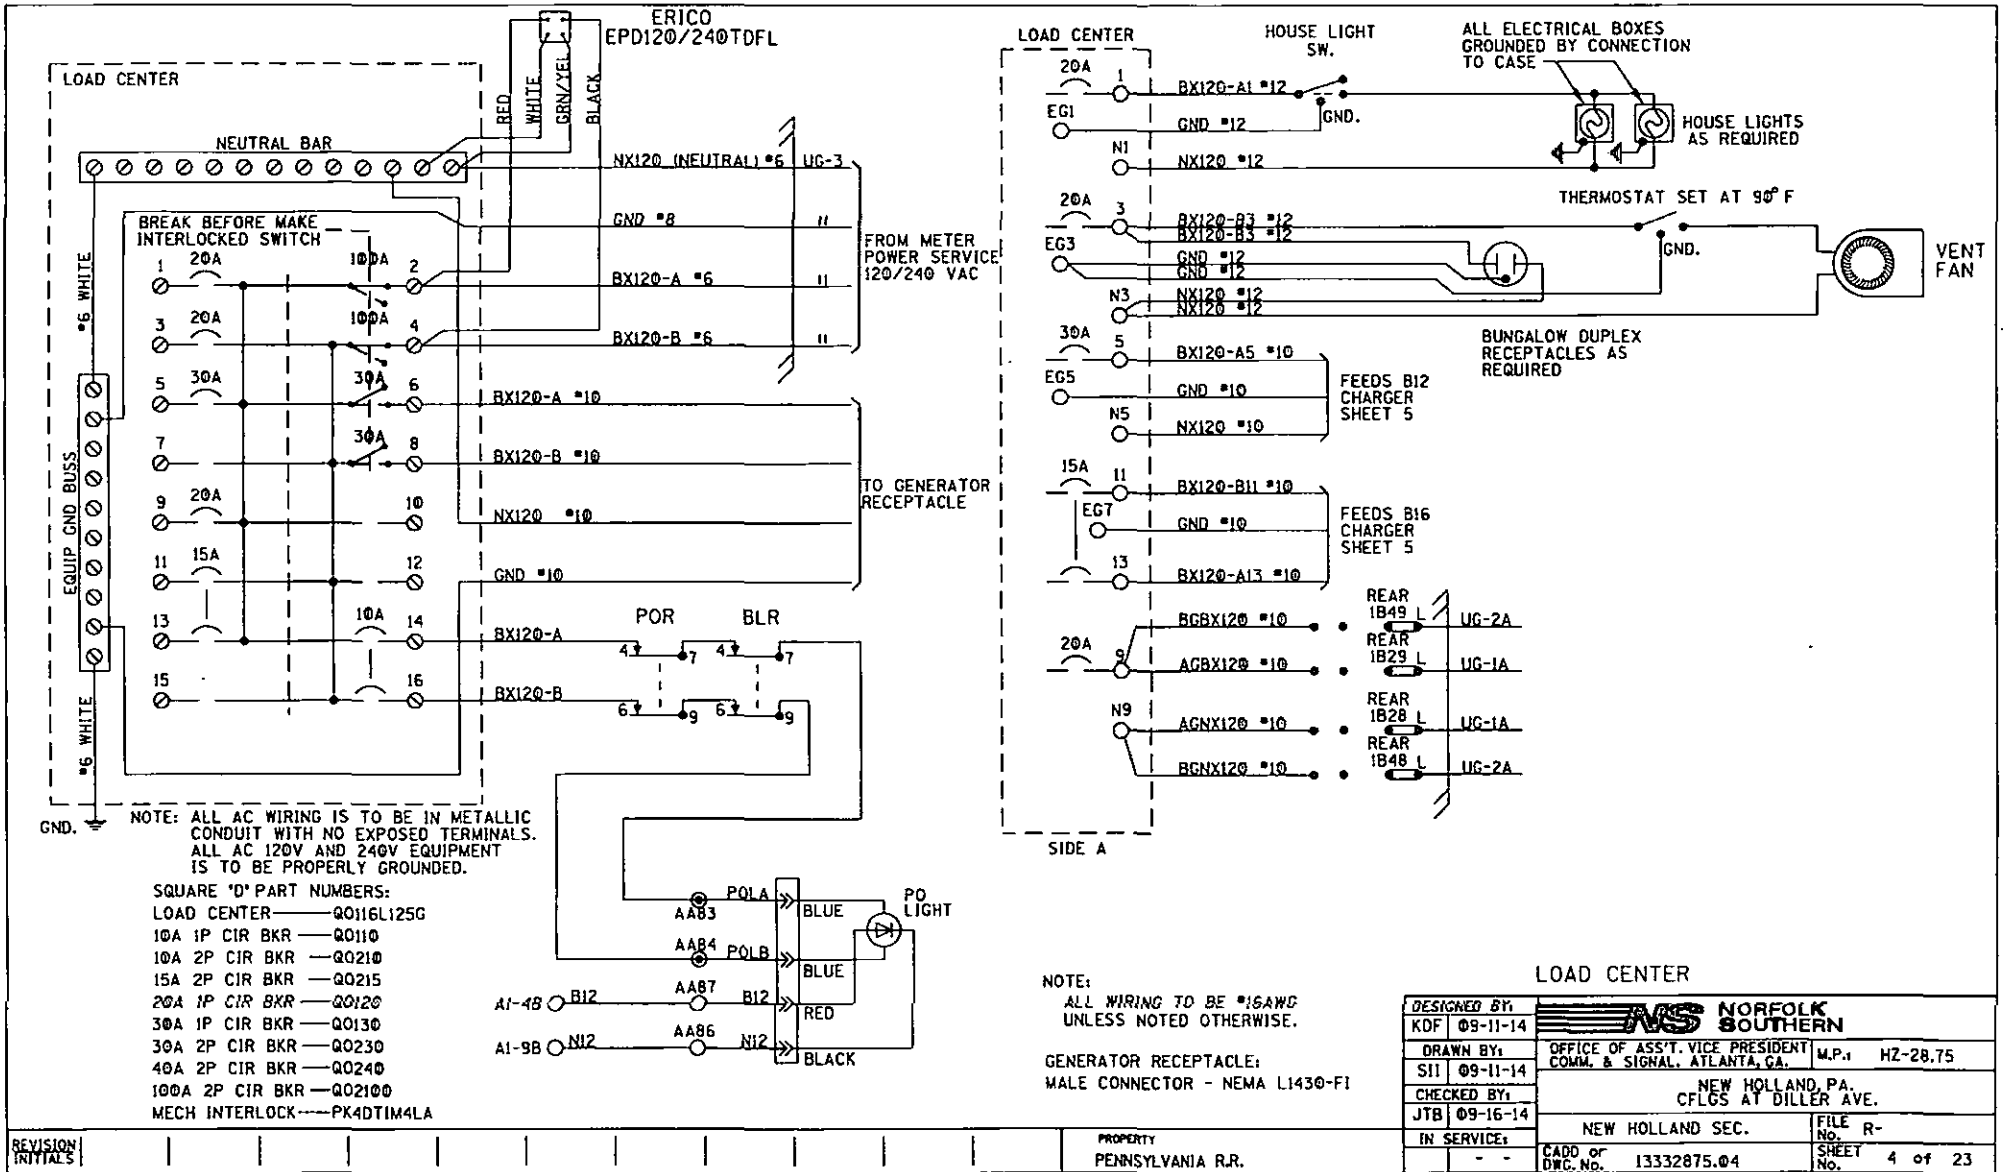 ERICO
EPD120/240TDFL
LOAD CENTER
RED
WHITE
GRN/YEL
BLACK
NEUTRAL BAR
NX120 (NEUTRAL) #6 UG-3
GND #8 "
BX120-A #6 "
BX120-B #6 "
FROM METER
POWER SERVICE
120/240 VAC
BREAK BEFORE MAKE
INTERLOCKED SWITCH
#6 WHITE
EQUIP GND BUSS
#6 WHITE
GND.
1 20A 100A 2
3 20A 100A 4
5 30A 30A 6
7 30A 8
9 20A 10
11 15A 12
13 10A 14
15 16
BX120-A #10
BX120-B #10
NX120 #10
GND #10
TO GENERATOR
RECEPTACLE
BX120-A
BX120-B
POR BLR
4 7 4 7
6 9 6 9
NOTE: ALL AC WIRING IS TO BE IN METALLIC
CONDUIT WITH NO EXPOSED TERMINALS.
ALL AC 120V AND 240V EQUIPMENT
IS TO BE PROPERLY GROUNDED.
SQUARE 'D' PART NUMBERS:
LOAD CENTER QO116L125G
10A 1P CIR BKR QO110
10A 2P CIR BKR QO210
15A 2P CIR BKR QO215
20A 1P CIR BKR QO120
30A 1P CIR BKR QO130
30A 2P CIR BKR QO230
40A 2P CIR BKR QO240
100A 2P CIR BKR QO2100
MECH INTERLOCK PK4DTIM4LA
AA83 POLA BLUE
AA84 POLB BLUE
A1-4B B12 AA87 B12 RED
A1-9B N12 AA86 N12 BLACK
PO
LIGHT
LOAD CENTER
HOUSE LIGHT
SW.
ALL ELECTRICAL BOXES
GROUNDED BY CONNECTION
TO CASE
20A 1 BX120-A1 #12
EG1 GND #12 GND.
N1 NX120 #12
HOUSE LIGHTS
AS REQUIRED
THERMOSTAT SET AT 90° F
20A 3 BX120-B3 #12
BX120-B3 #12
EG3 GND #12
GND #12
GND.
N3 NX120 #12
NX120 #12
VENT
FAN
BUNGALOW DUPLEX
RECEPTACLES AS
REQUIRED
30A 5 BX120-A5 #10
EG5 GND #10
N5 NX120 #10
FEEDS B12
CHARGER
SHEET 5
15A 11 BX120-B11 #10
EG7 GND #10
13 BX120-A13 #10
FEEDS B16
CHARGER
SHEET 5
BGBX120 #10 REAR 1B49 L UG-2A
20A 9 AGBX120 #10 REAR 1B29 L UG-1A
N9 AGNX120 #10 REAR 1B28 L UG-1A
BGNX120 #10 REAR 1B48 L UG-2A
SIDE A
NOTE:
ALL WIRING TO BE #16AWG
UNLESS NOTED OTHERWISE.
GENERATOR RECEPTACLE:
MALE CONNECTOR - NEMA L1430-FI
LOAD CENTER
DESIGNED BY:
KDF 09-11-14
DRAWN BY:
SII 09-11-14
CHECKED BY:
JTB 09-16-14
IN SERVICE:
- -
NS NORFOLK
SOUTHERN
OFFICE OF ASS'T. VICE PRESIDENT
COMM. & SIGNAL. ATLANTA, GA.
M.P.: HZ-28.75
NEW HOLLAND, PA.
CFLGS AT DILLER AVE.
NEW HOLLAND SEC.
FILE No. R-
CADD or DWG. No. 13332875.04
SHEET No. 4 of 23
REVISION
INITIALS
PROPERTY
PENNSYLVANIA R.R.